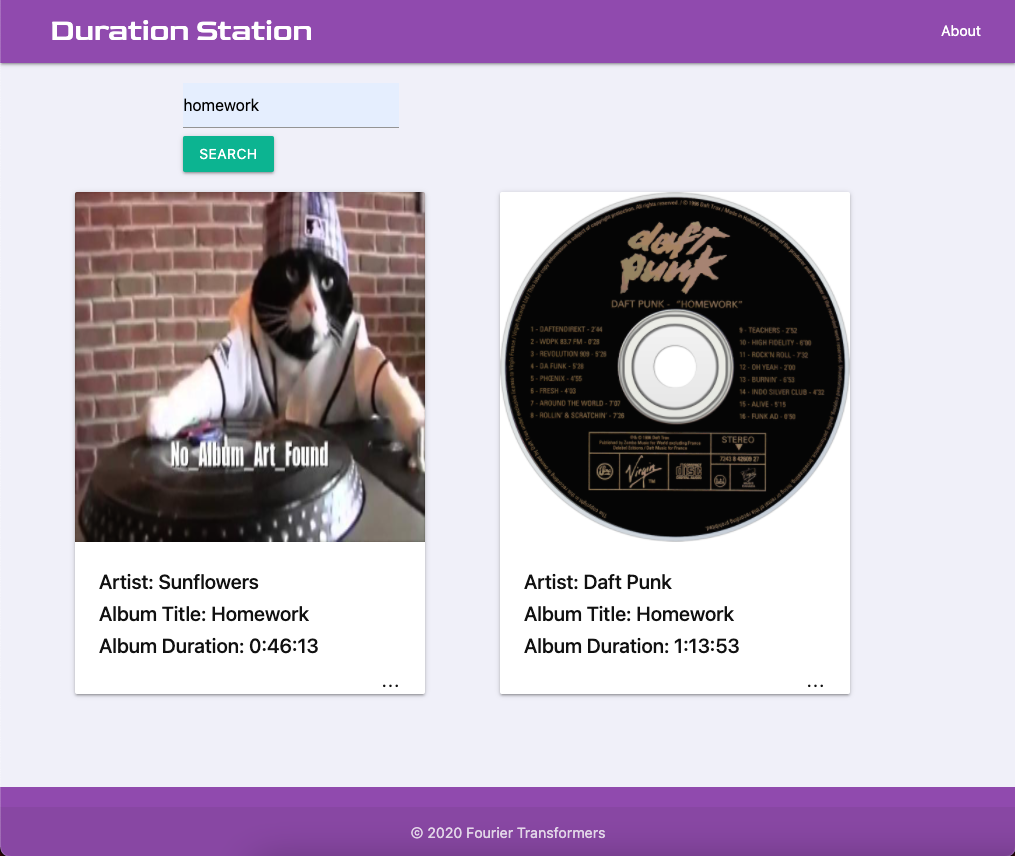 Duration Station
About
homework
SEARCH
No_Album_Art_Found
Artist: Sunflowers
Album Title: Homework
Album Duration: 0:46:13
...
daft
punk
DAFT PUNK - "HOMEWORK"
1 - DAFTENDIREKT - 2'44
2 - WDPK 83.7 FM - 0'28
3 - REVOLUTION 909 - 5'26
4 - DA FUNK - 5'28
5 - PHŒNIX - 4'55
6 - FRESH - 4'03
7 - AROUND THE WORLD - 7'07
8 - ROLLIN' & SCRATCHIN' - 7'26
9 - TEACHERS - 2'52
10 - HIGH FIDELITY - 6'00
11 - ROCK'N ROLL - 7'32
12 - OH YEAH - 2'00
13 - BURNIN' - 6'53
14 - INDO SILVER CLUB - 4'32
15 - ALIVE - 5'15
16 - FUNK AD - 0'50
STEREO
Virgin
Artist: Daft Punk
Album Title: Homework
Album Duration: 1:13:53
...
© 2020 Fourier Transformers